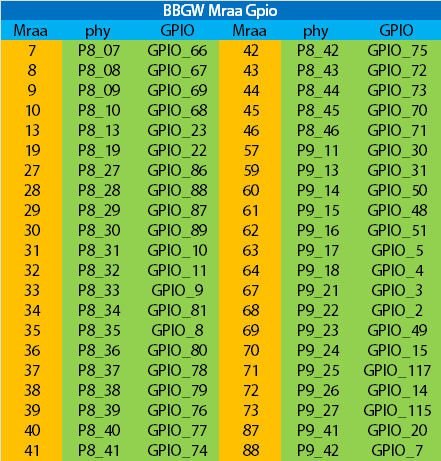 BBGW Mraa Gpio
Mraa phy GPIO Mraa phy GPIO
7 P8_07 GPIO_66 42 P8_42 GPIO_75
8 P8_08 GPIO_67 43 P8_43 GPIO_72
9 P8_09 GPIO_69 44 P8_44 GPIO_73
10 P8_10 GPIO_68 45 P8_45 GPIO_70
13 P8_13 GPIO_23 46 P8_46 GPIO_71
19 P8_19 GPIO_22 57 P9_11 GPIO_30
27 P8_27 GPIO_86 59 P9_13 GPIO_31
28 P8_28 GPIO_88 60 P9_14 GPIO_50
29 P8_29 GPIO_87 61 P9_15 GPIO_48
30 P8_30 GPIO_89 62 P9_16 GPIO_51
31 P8_31 GPIO_10 63 P9_17 GPIO_5
32 P8_32 GPIO_11 64 P9_18 GPIO_4
33 P8_33 GPIO_9 67 P9_21 GPIO_3
34 P8_34 GPIO_81 68 P9_22 GPIO_2
35 P8_35 GPIO_8 69 P9_23 GPIO_49
36 P8_36 GPIO_80 70 P9_24 GPIO_15
37 P8_37 GPIO_78 71 P9_25 GPIO_117
38 P8_38 GPIO_79 72 P9_26 GPIO_14
39 P8_39 GPIO_76 73 P9_27 GPIO_115
40 P8_40 GPIO_77 87 P9_41 GPIO_20
41 P8_41 GPIO_74 88 P9_42 GPIO_7